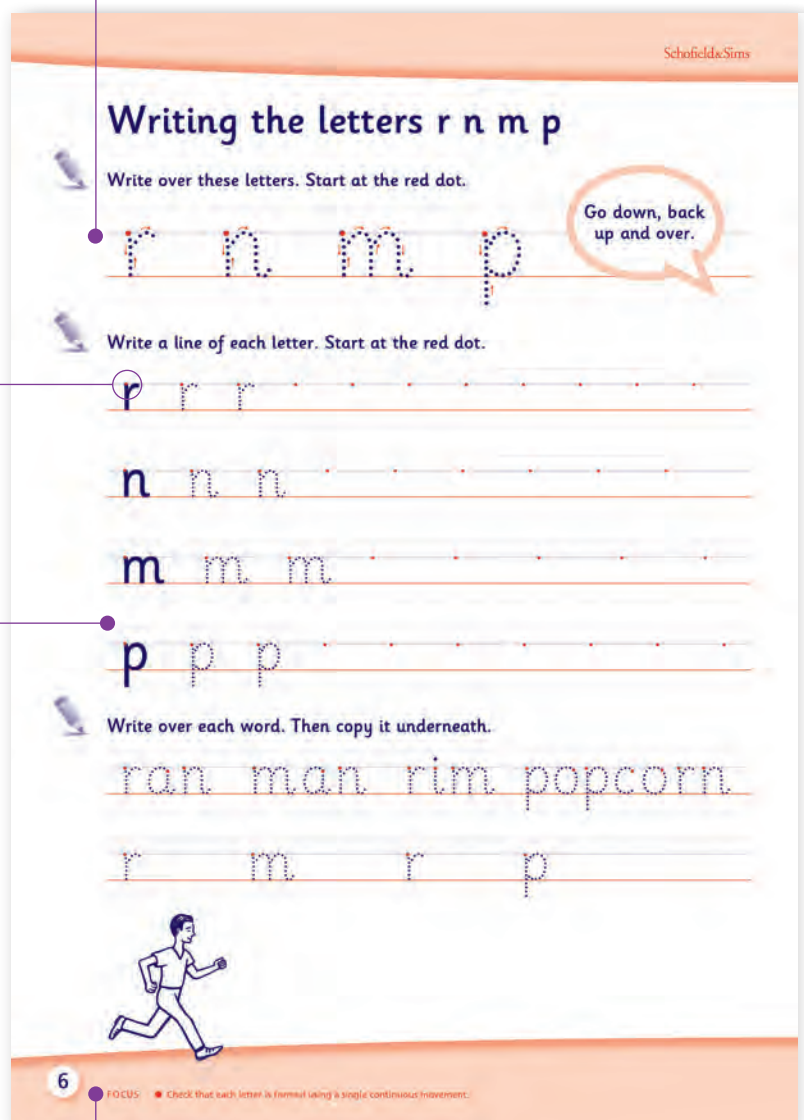 Schofield&Sims
Writing the letters r n m p
Write over these letters. Start at the red dot.
Go down, back
up and over.
r n m p
Write a line of each letter. Start at the red dot.
r r r
n n n
m m m
p p p
Write over each word. Then copy it underneath.
ran man rim popcorn
r m r p
6
FOCUS • Check that each letter is formed using a single continuous movement.